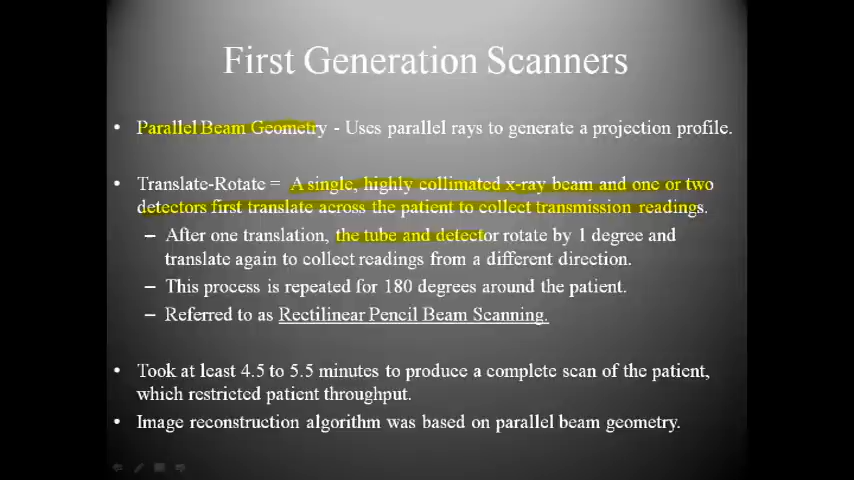 First Generation Scanners
• Parallel Beam Geometry - Uses parallel rays to generate a projection profile.
• Translate-Rotate = A single, highly collimated x-ray beam and one or two
detectors first translate across the patient to collect transmission readings.
– After one translation, the tube and detector rotate by 1 degree and
translate again to collect readings from a different direction.
– This process is repeated for 180 degrees around the patient.
– Referred to as Rectilinear Pencil Beam Scanning.
• Took at least 4.5 to 5.5 minutes to produce a complete scan of the patient,
which restricted patient throughput.
• Image reconstruction algorithm was based on parallel beam geometry.